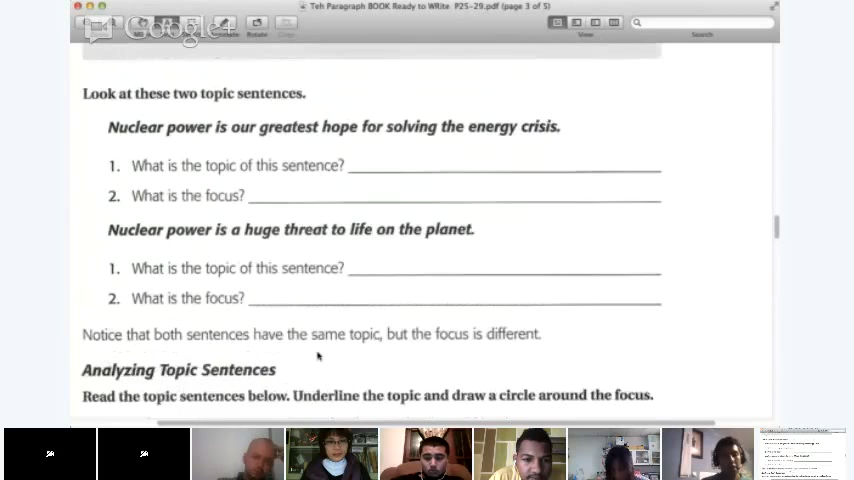 Teh Paragraph BOOK Ready to WRite P25-29.pdf (page 3 of 5)
Google+
Rotate
View
Search
Look at these two topic sentences.
Nuclear power is our greatest hope for solving the energy crisis.
1. What is the topic of this sentence?
2. What is the focus?
Nuclear power is a huge threat to life on the planet.
1. What is the topic of this sentence?
2. What is the focus?
Notice that both sentences have the same topic, but the focus is different.
Analyzing Topic Sentences
Read the topic sentences below. Underline the topic and draw a circle around the focus.